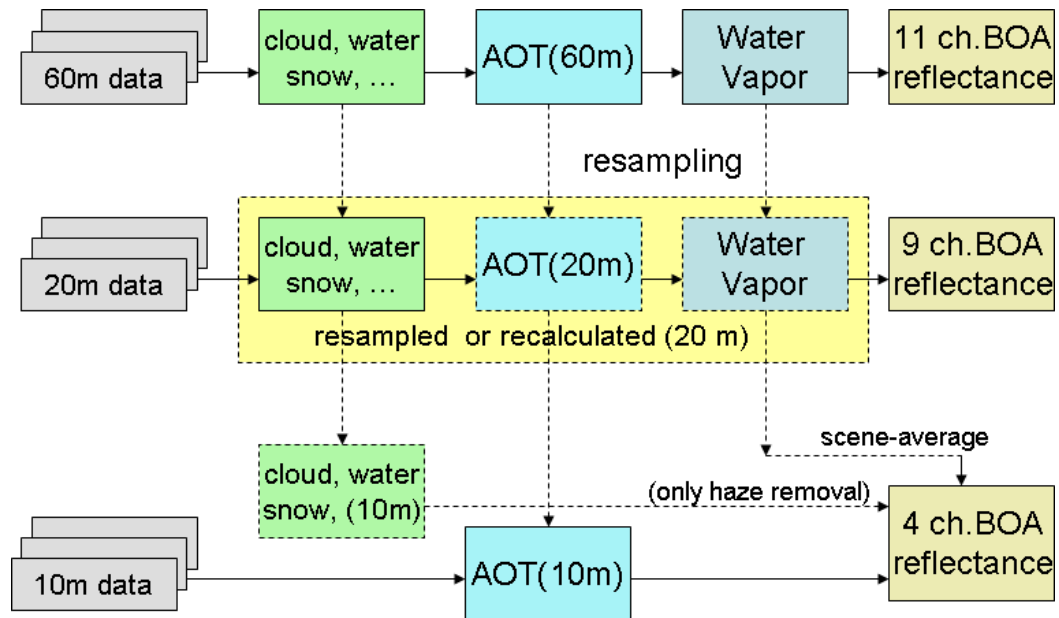 60m data
cloud, water
snow, …
AOT(60m)
Water
Vapor
11 ch.BOA
reflectance
resampling
20m data
cloud, water
snow, …
AOT(20m)
Water
Vapor
9 ch.BOA
reflectance
resampled or recalculated (20 m)
scene-average
cloud, water
snow, (10m)
(only haze removal)
4 ch.BOA
reflectance
10m data
AOT(10m)